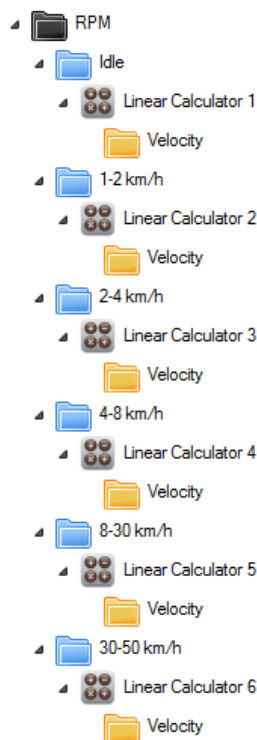 RPM
Idle
Linear Calculator 1
Velocity
1-2 km/h
Linear Calculator 2
Velocity
2-4 km/h
Linear Calculator 3
Velocity
4-8 km/h
Linear Calculator 4
Velocity
8-30 km/h
Linear Calculator 5
Velocity
30-50 km/h
Linear Calculator 6
Velocity